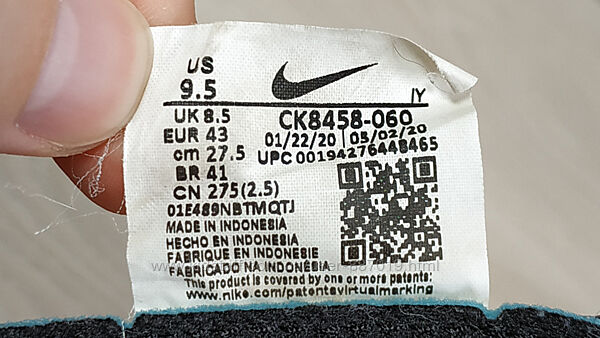 US
9.5
IY
UK 8.5 CK8458-060
EUR 43 01/22/20 | 05/02/20
cm 27.5 UPC 00194276448465
BR 41
CN 275(2.5)
01E489NBTMQTJ
MADE IN INDONESIA
HECHO EN INDONESIA
FABRIQUE EN INDONESIE
FABRICADO NA INDONÉSIA
This product is covered by one or more patents:
www.nike.com/patentsvirtualmarking